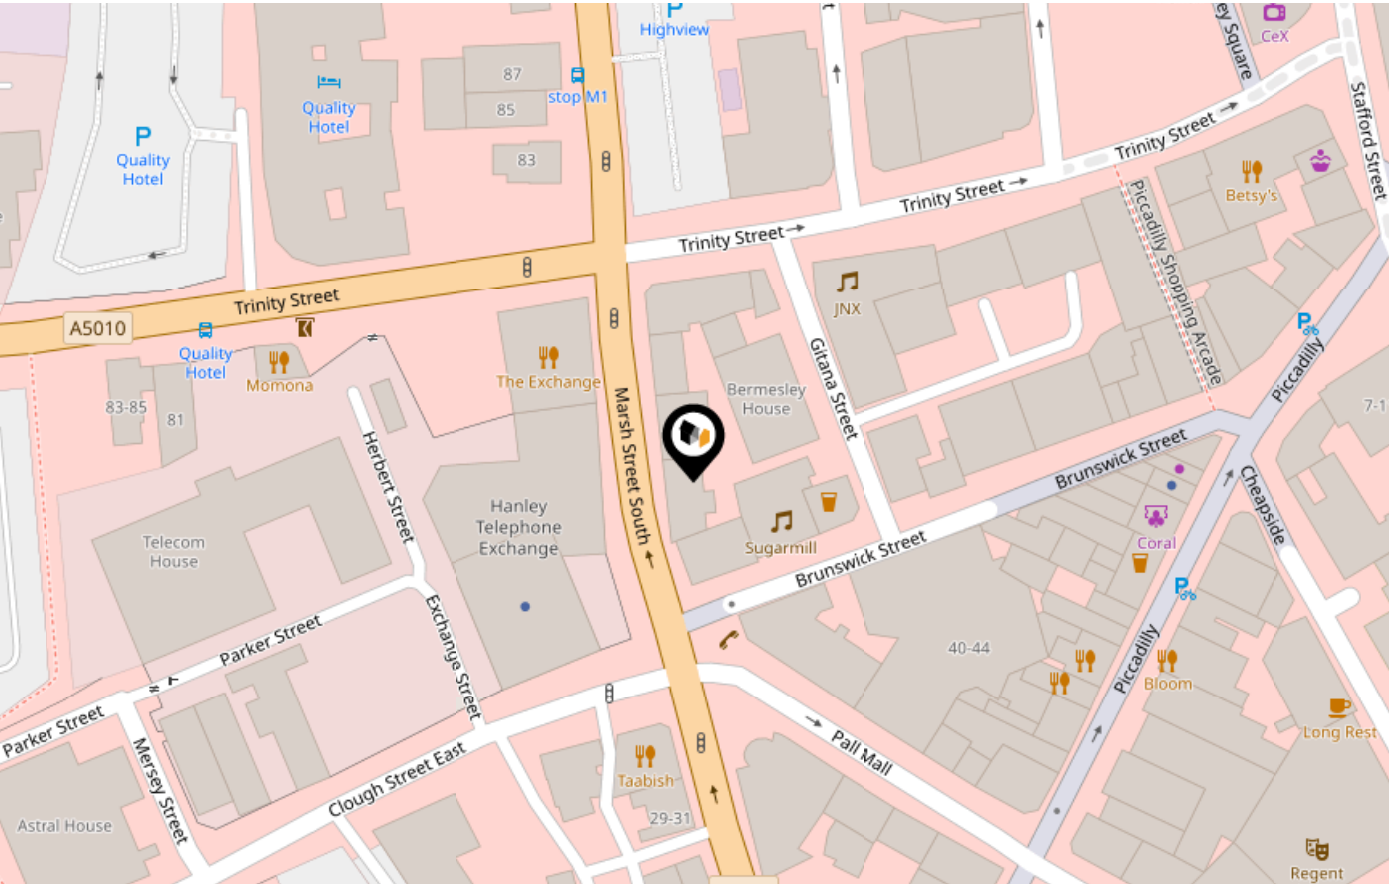 P
Highview
CeX
ey Square
87
stop M1
85
Quality
Hotel
P
Quality
Hotel
83
Trinity Street
Stafford Street
Betsy's
Trinity Street
Piccadilly Shopping Arcade
Trinity Street
Trinity Street
A5010
JNX
Quality
Hotel
Momona
The Exchange
P
Piccadilly
Gitana Street
Bermesley
House
83-85
81
7-1
Marsh Street South
Herbert Street
Brunswick Street
Hanley
Telephone
Exchange
Cheapside
Telecom
House
Sugarmill
Coral
Brunswick Street
P
Exchange Street
Parker Street
40-44
Piccadilly
Bloom
Parker Street
Long Rest
Mersey Street
Pall Mall
Clough Street East
Taabish
29-31
Astral House
Regent